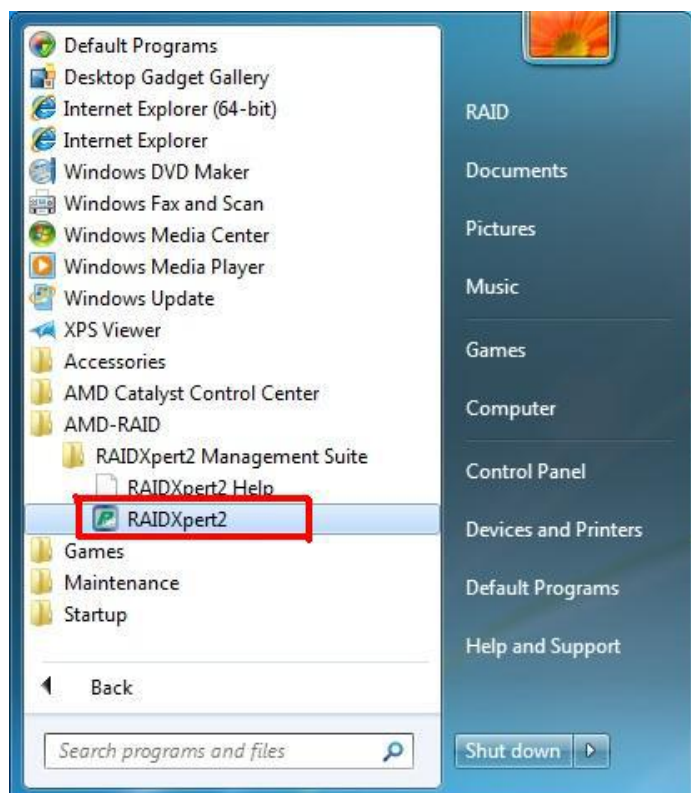 Default Programs
Desktop Gadget Gallery
Internet Explorer (64-bit)
Internet Explorer
Windows DVD Maker
Windows Fax and Scan
Windows Media Center
Windows Media Player
Windows Update
XPS Viewer
Accessories
AMD Catalyst Control Center
AMD-RAID
RAIDXpert2 Management Suite
RAIDXpert2 Help
RAIDXpert2
Games
Maintenance
Startup
Back
Search programs and files
RAID
Documents
Pictures
Music
Games
Computer
Control Panel
Devices and Printers
Default Programs
Help and Support
Shut down